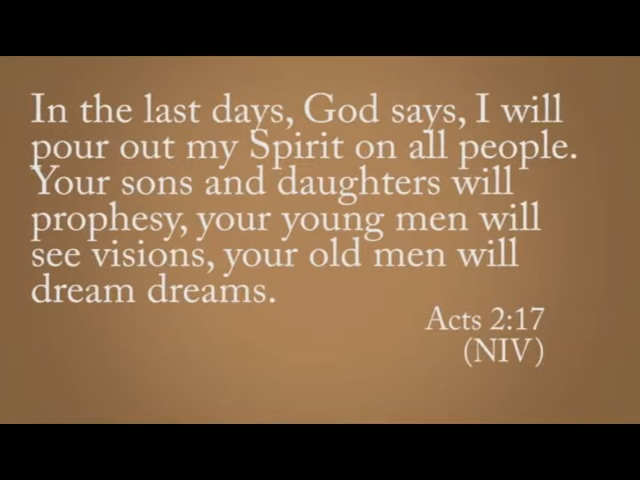 In the last days, God says, I will
pour out my Spirit on all people.
Your sons and daughters will
prophesy, your young men will
see visions, your old men will
dream dreams.
Acts 2:17
(NIV)